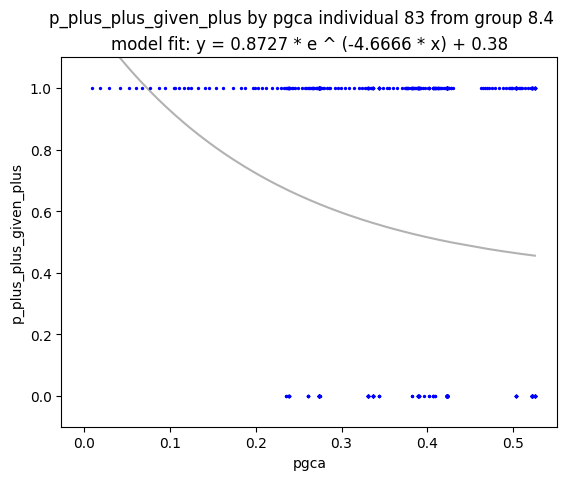 p_plus_plus_given_plus by pgca individual 83 from group 8.4
model fit: y = 0.8727 * e ^ (-4.6666 * x) + 0.38
1.0
0.8
0.6
0.4
0.2
0.0
p_plus_plus_given_plus
0.0 0.1 0.2 0.3 0.4 0.5
pgca